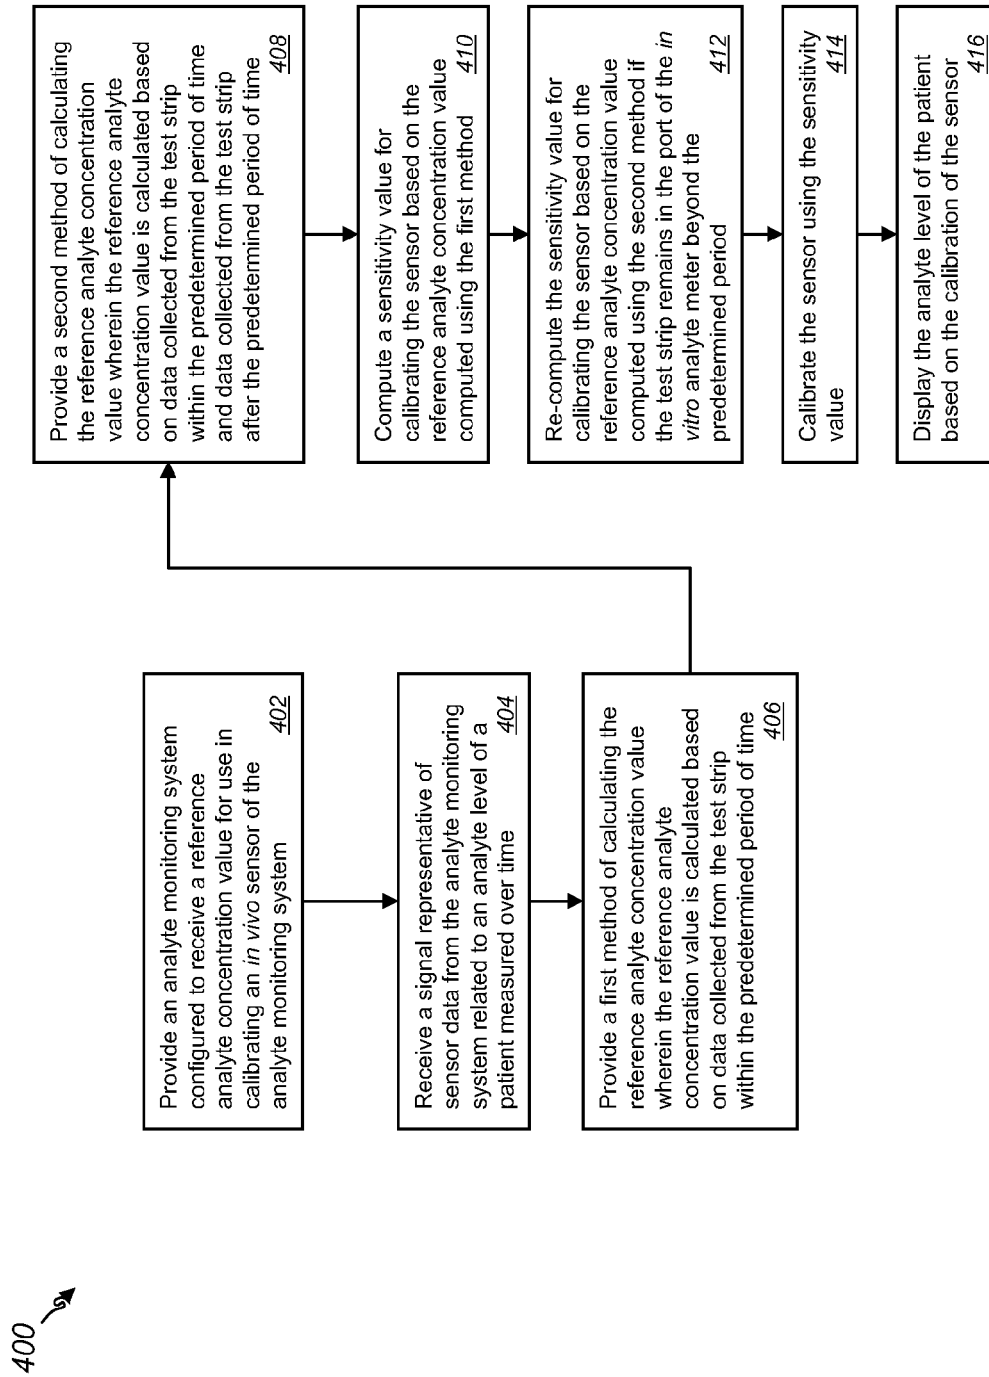 400
Provide an analyte monitoring system
configured to receive a reference
analyte concentration value for use in
calibrating an in vivo sensor of the
analyte monitoring system
402
Receive a signal representative of
sensor data from the analyte monitoring
system related to an analyte level of a
patient measured over time
404
Provide a first method of calculating the
reference analyte concentration value
wherein the reference analyte
concentration value is calculated based
on data collected from the test strip
within the predetermined period of time
406
Provide a second method of calculating
the reference analyte concentration
value wherein the reference analyte
concentration value is calculated based
on data collected from the test strip
within the predetermined period of time
and data collected from the test strip
after the predetermined period of time
408
Compute a sensitivity value for
calibrating the sensor based on the
reference analyte concentration value
computed using the first method
410
Re-compute the sensitivity value for
calibrating the sensor based on the
reference analyte concentration value
computed using the second method if
the test strip remains in the port of the in
vitro analyte meter beyond the
predetermined period
412
Calibrate the sensor using the sensitivity
value
414
Display the analyte level of the patient
based on the calibration of the sensor
416